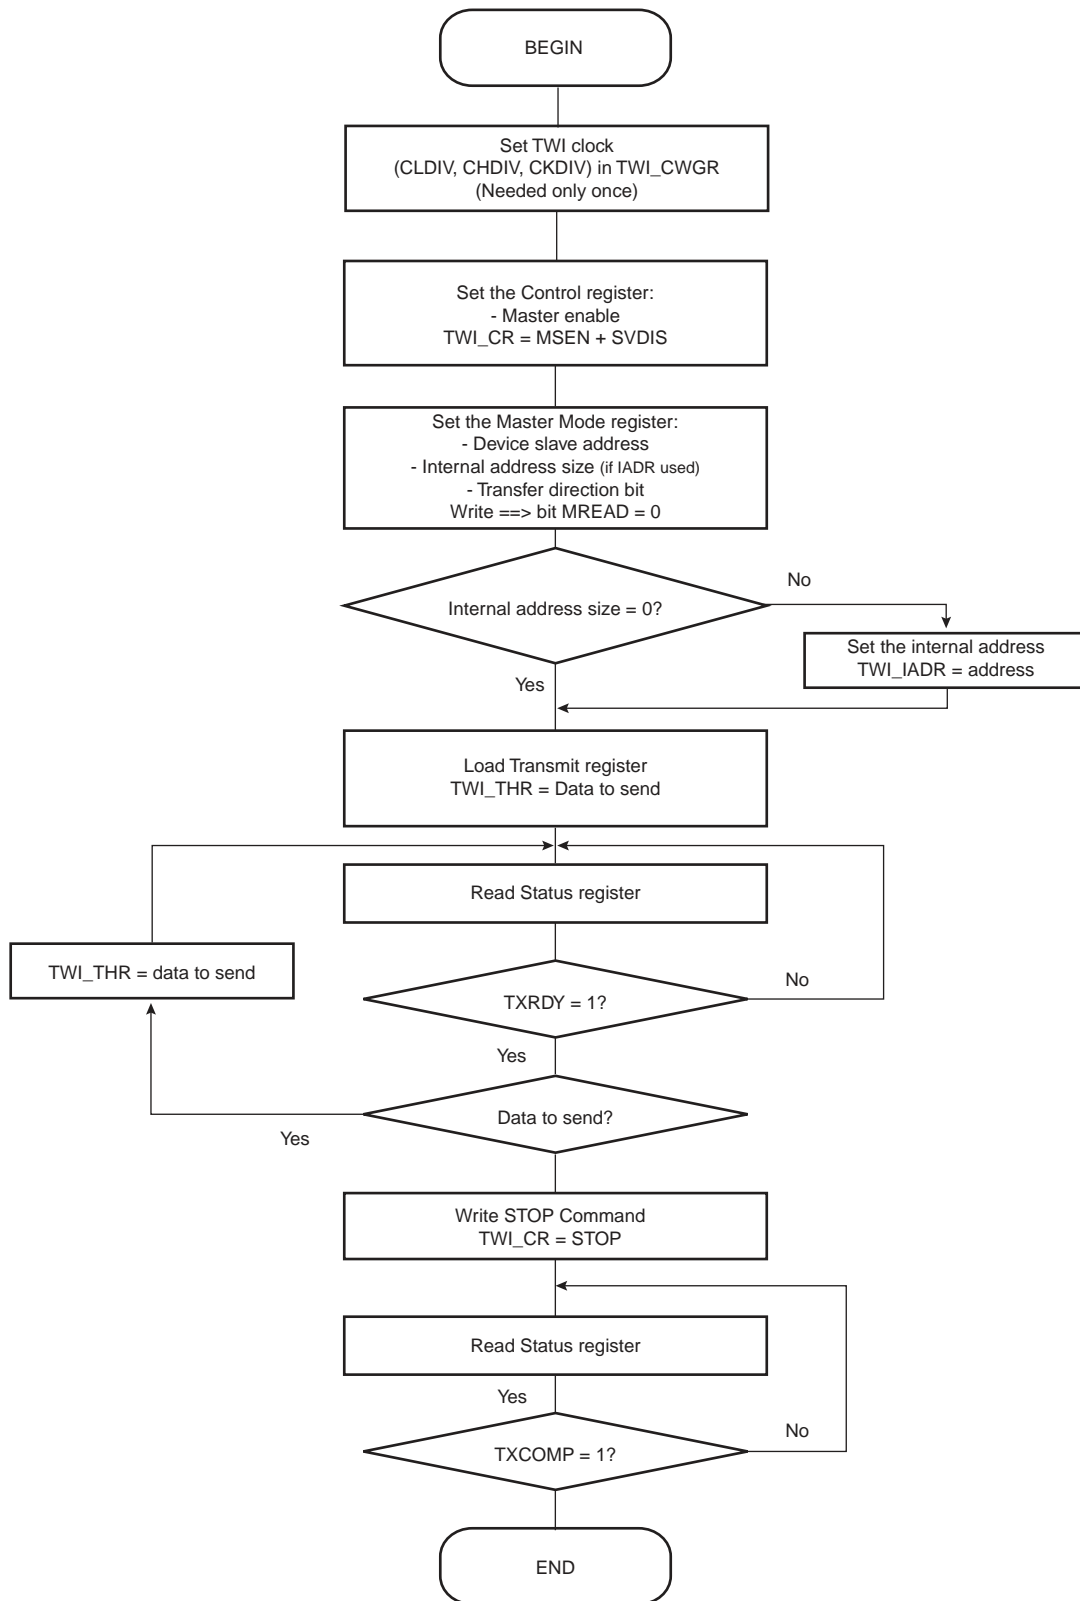 BEGIN
Set TWI clock
(CLDIV, CHDIV, CKDIV) in TWI_CWGR
(Needed only once)
Set the Control register:
- Master enable
TWI_CR = MSEN + SVDIS
Set the Master Mode register:
- Device slave address
- Internal address size (if IADR used)
- Transfer direction bit
Write ==> bit MREAD = 0
No
Internal address size = 0?
Set the internal address
TWI_IADR = address
Yes
Load Transmit register
TWI_THR = Data to send
Read Status register
TWI_THR = data to send
No
TXRDY = 1?
Yes
Data to send?
Yes
Write STOP Command
TWI_CR = STOP
Read Status register
Yes
No
TXCOMP = 1?
END